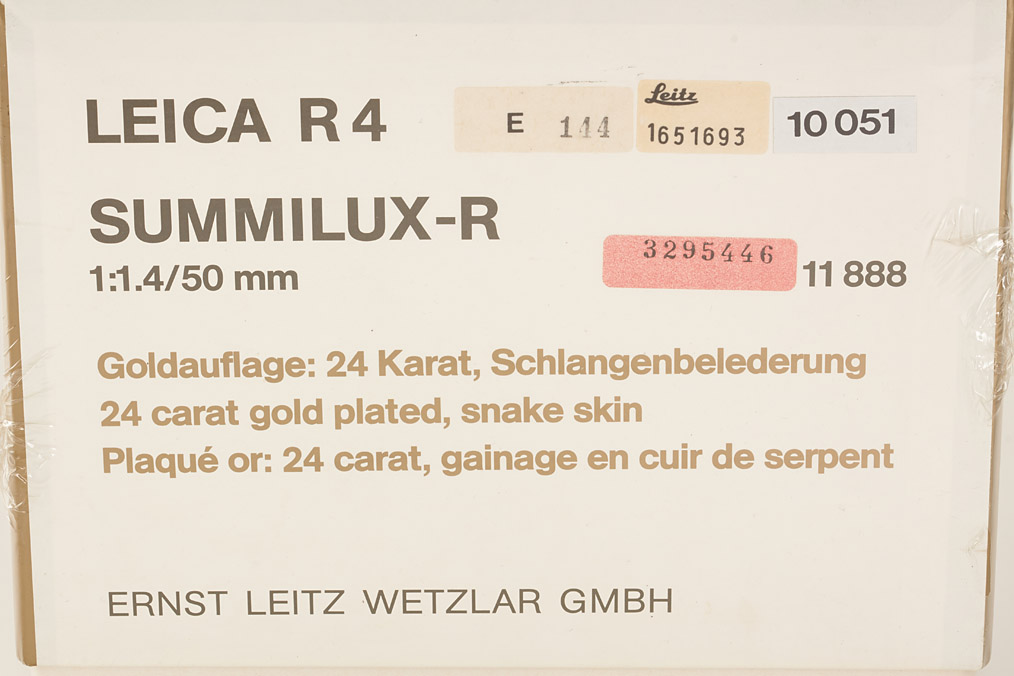 LEICA R4 E 144 Leitz 1651693 10 051
SUMMILUX-R
1:1.4/50 mm 3295446 11 888
Goldauflage: 24 Karat, Schlangenbelederung
24 carat gold plated, snake skin
Plaqué or: 24 carat, gainage en cuir de serpent
ERNST LEITZ WETZLAR GMBH